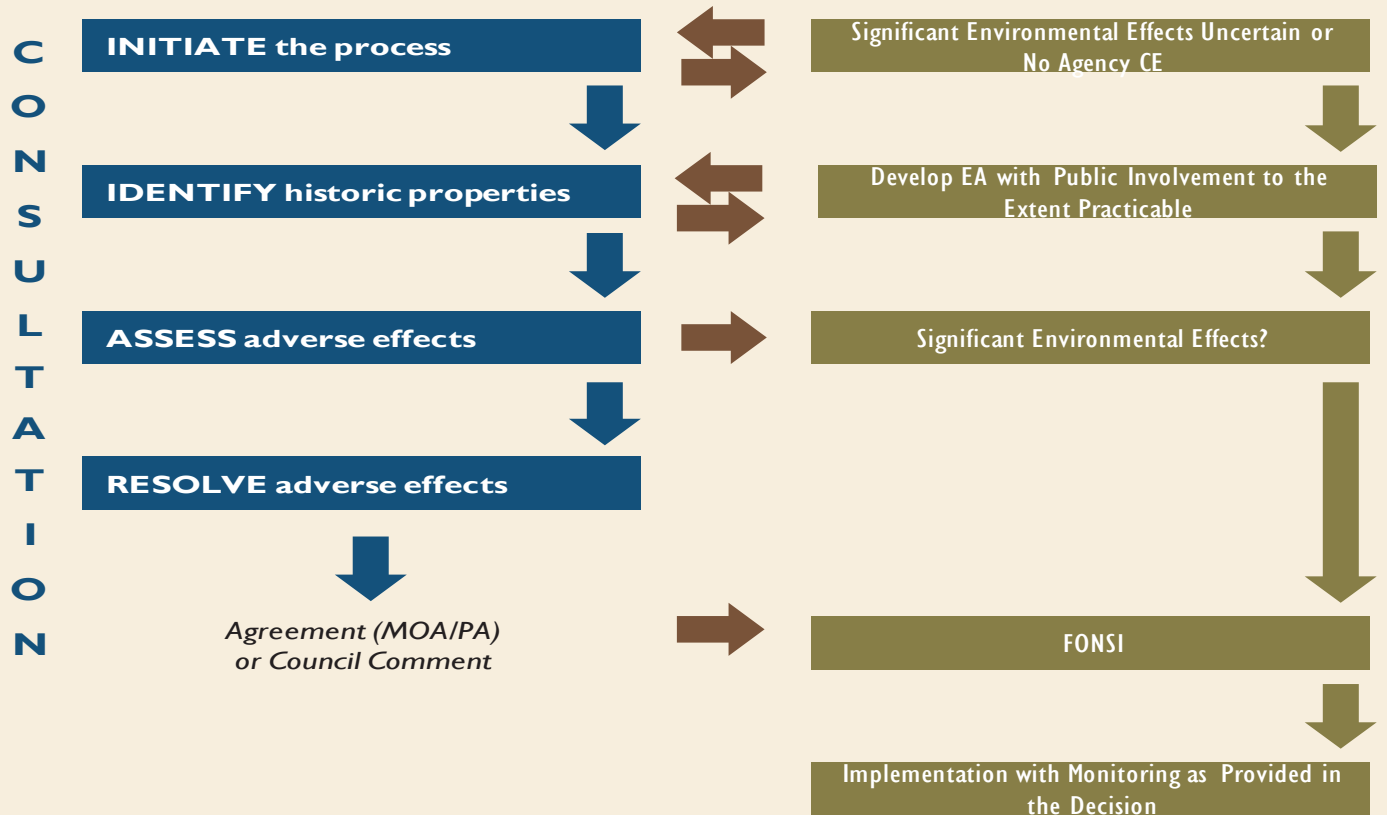 CONSULTATION
INITIATE the process
Significant Environmental Effects Uncertain or
No Agency CE
IDENTIFY historic properties
Develop EA with Public Involvement to the
Extent Practicable
ASSESS adverse effects
Significant Environmental Effects?
RESOLVE adverse effects
Agreement (MOA/PA)
or Council Comment
FONSI
Implementation with Monitoring as Provided in
the Decision